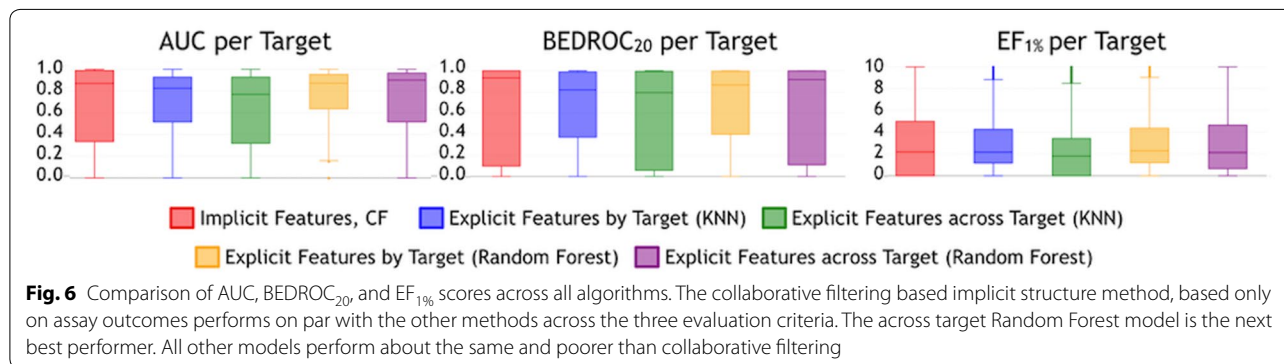 AUC per Target
1.0
0.8
0.6
0.4
0.2
0.0
BEDROC20 per Target
1.0
0.8
0.6
0.4
0.2
0.0
EF1% per Target
10
8
6
4
2
0
Implicit Features, CF
Explicit Features by Target (KNN)
Explicit Features across Target (KNN)
Explicit Features by Target (Random Forest)
Explicit Features across Target (Random Forest)
Fig. 6 Comparison of AUC, BEDROC20, and EF1% scores across all algorithms. The collaborative filtering based implicit structure method, based only
on assay outcomes performs on par with the other methods across the three evaluation criteria. The across target Random Forest model is the next
best performer. All other models perform about the same and poorer than collaborative filtering